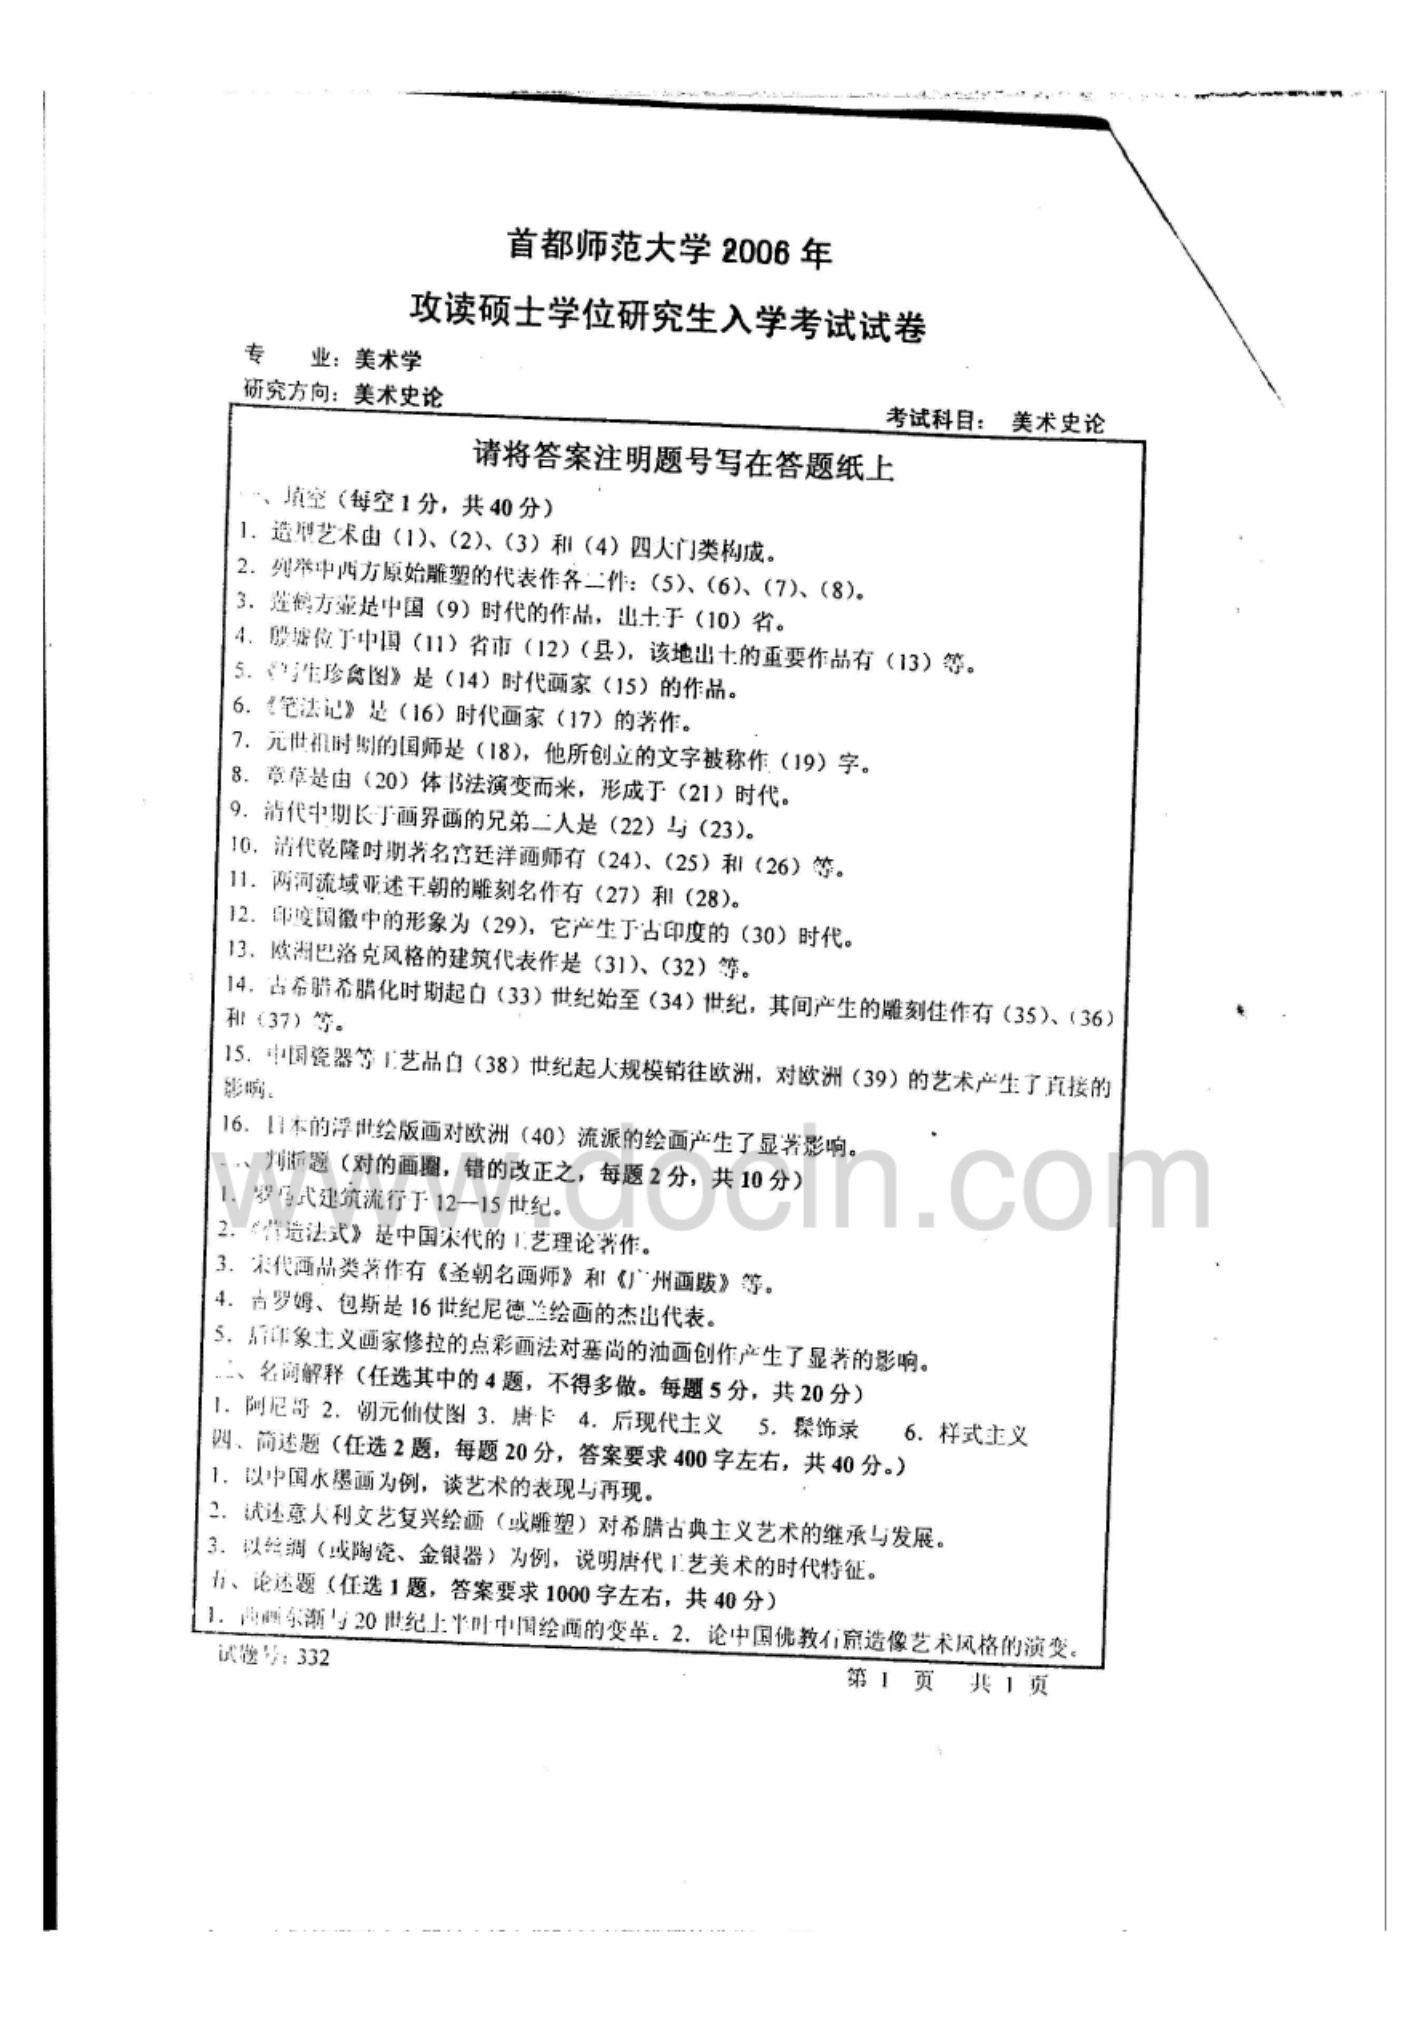 首都师范大学 2006 年
攻读硕士学位研究生入学考试试卷
专 业：美术学
研究方向：美术史论
考试科目： 美术史论
请将答案注明题号写在答题纸上
一、填空（每空 1 分，共 40 分）
1．造型艺术由（1）、（2）、（3）和（4）四大门类构成。
2．列举中西方原始雕塑的代表作各二件：（5）、（6）、（7）、（8）。
3．莲鹤方壶是中国（9）时代的作品，出土于（10）省。
4．殷墟位于中国（11）省市（12）（县），该地出土的重要作品有（13）等。
5．《写生珍禽图》是（14）时代画家（15）的作品。
6．《笔法记》是（16）时代画家（17）的著作。
7．元世祖时期的国师是（18），他所创立的文字被称作（19）字。
8．章草是由（20）体书法演变而来，形成于（21）时代。
9．清代中期长于画界画的兄弟二人是（22）与（23）。
10．清代乾隆时期著名宫廷洋画师有（24）、（25）和（26）等。
11．两河流域亚述王朝的雕刻名作有（27）和（28）。
12．印度国徽中的形象为（29），它产生于古印度的（30）时代。
13．欧洲巴洛克风格的建筑代表作是（31）、（32）等。
14．古希腊希腊化时期起自（33）世纪始至（34）世纪，其间产生的雕刻佳作有（35）、（36）
和（37）等。
15．中国瓷器等工艺品自（38）世纪起大规模销往欧洲，对欧洲（39）的艺术产生了直接的
影响。
16．日本的浮世绘版画对欧洲（40）流派的绘画产生了显著影响。
二、判断题（对的画圈，错的改正之，每题 2 分，共 10 分）
1．罗马式建筑流行于 12—15 世纪。
2．《营造法式》是中国宋代的工艺理论著作。
3．宋代画品类著作有《圣朝名画师》和《广州画跋》等。
4．吉罗姆、包斯是 16 世纪尼德兰绘画的杰出代表。
5．后印象主义画家修拉的点彩画法对塞尚的油画创作产生了显著的影响。
三、名词解释（任选其中的 4 题，不得多做。每题 5 分，共 20 分）
1．阿尼哥 2．朝元仙仗图 3．唐卡 4．后现代主义 5．髹饰录 6．样式主义
四、简述题（任选 2 题，每题 20 分，答案要求 400 字左右，共 40 分。）
1．以中国水墨画为例，谈艺术的表现与再现。
2．试述意大利文艺复兴绘画（或雕塑）对希腊古典主义艺术的继承与发展。
3．以丝绸（或陶瓷、金银器）为例，说明唐代工艺美术的时代特征。
五、论述题（任选 1 题，答案要求 1000 字左右，共 40 分）
1．西画东渐与 20 世纪上半叶中国绘画的变革。2．论中国佛教石窟造像艺术风格的演变。
试题号：332
第 1 页 共 1 页
www.docin.com